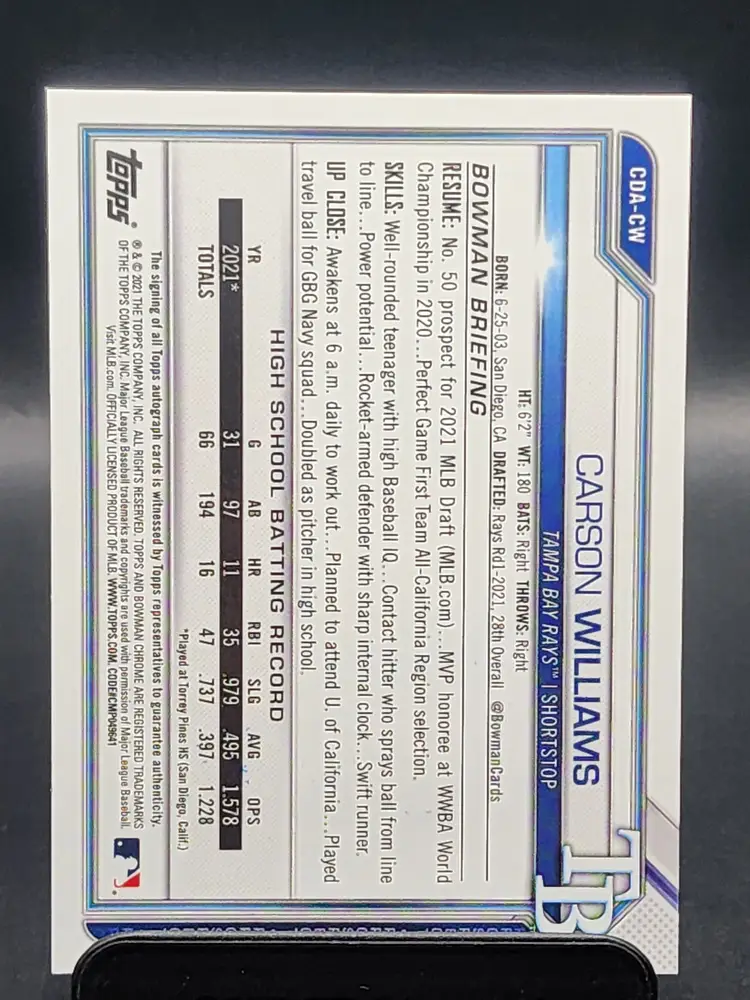 CDA-CW
CARSON WILLIAMS
TAMPA BAY RAYS™ | SHORTSTOP
TB
HT: 6'2" WT: 180 BATS: Right THROWS: Right
BORN: 6-25-03, San Diego, CA DRAFTED: Rays Rd1-2021, 28th Overall @BowmanCards
BOWMAN BRIEFING
RESUME: No. 50 prospect for 2021 MLB Draft (MLB.com)...MVP honoree at WWBA World
Championship in 2020...Perfect Game First Team All-California Region selection.
SKILLS: Well-rounded teenager with high Baseball IQ...Contact hitter who sprays ball from line
to line...Power potential...Rocket-armed defender with sharp internal clock...Swift runner.
UP CLOSE: Awakens at 6 a.m. daily to work out...Planned to attend U. of California...Played
travel ball for GBG Navy squad...Doubled as pitcher in high school.
HIGH SCHOOL BATTING RECORD
YR G AB HR RBI SLG AVG OPS
2021* 31 97 11 35 .979 .495 1.578
TOTALS 66 194 16 47 .737 .397 1.228
*Played at Torrey Pines HS (San Diego, Calif.)
The signing of all Topps autograph cards is witnessed by Topps representatives to guarantee authenticity.
topps®
® & © 2021 THE TOPPS COMPANY, INC. ALL RIGHTS RESERVED. TOPPS AND BOWMAN CHROME ARE REGISTERED TRADEMARKS
OF THE TOPPS COMPANY, INC. Major League Baseball trademarks and copyrights are used with permission of Major League Baseball.
Visit MLB.com. OFFICIALLY LICENSED PRODUCT OF MLB. WWW.TOPPS.COM. CODE#CMP049641